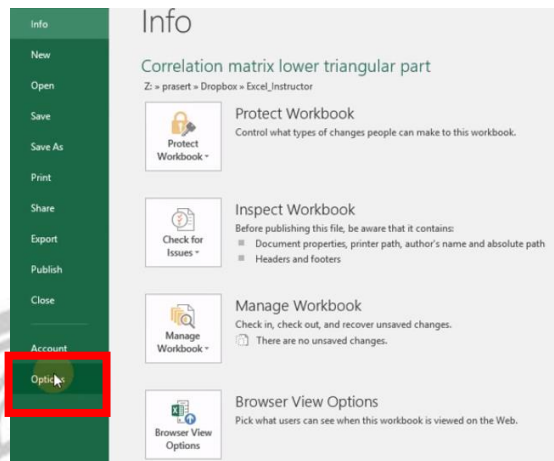 Info
New
Open
Save
Save As
Print
Share
Export
Publish
Close
Account
Options
Info
Correlation matrix lower triangular part
Z: » prasert » Dropbox » Excel_Instructor
Protect Workbook
Protect Workbook
Control what types of changes people can make to this workbook.
Check for Issues
Inspect Workbook
Before publishing this file, be aware that it contains:
Document properties, printer path, author's name and absolute path
Headers and footers
Manage Workbook
Manage Workbook
Check in, check out, and recover unsaved changes.
There are no unsaved changes.
Browser View Options
Browser View Options
Pick what users can see when this workbook is viewed on the Web.